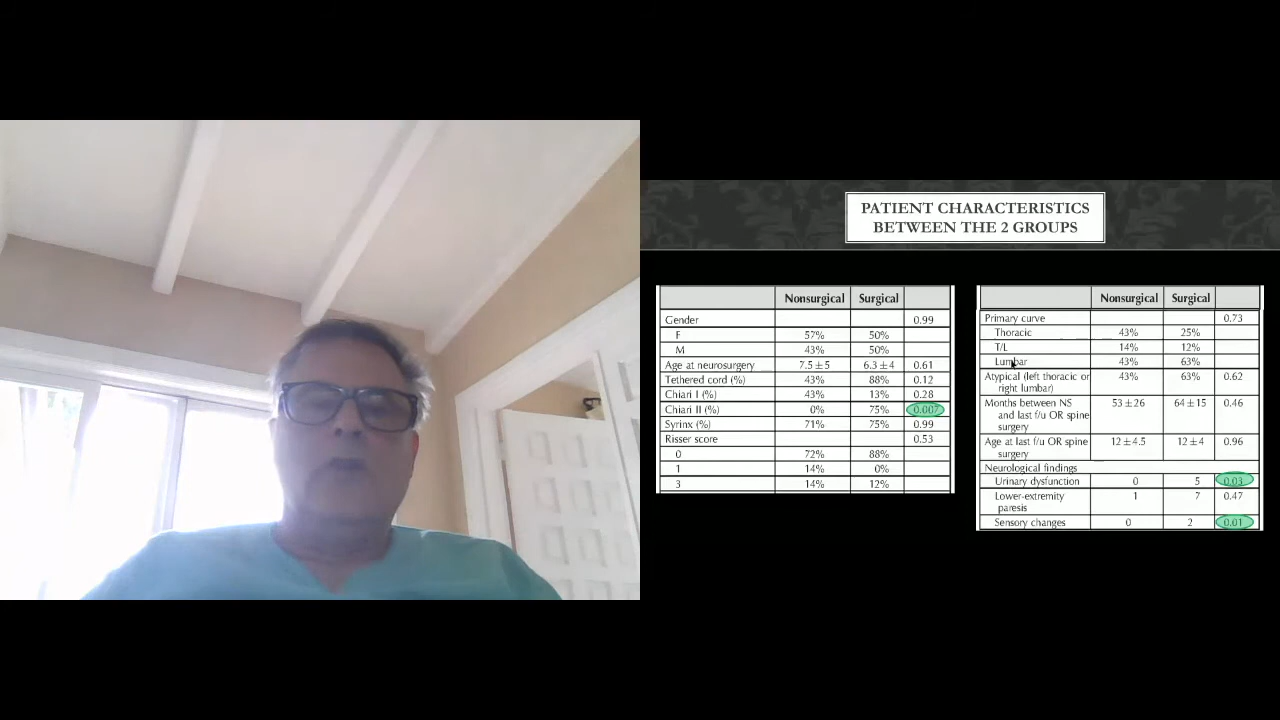 PATIENT CHARACTERISTICS
BETWEEN THE 2 GROUPS
Nonsurgical Surgical
Gender 0.99
F 57% 50%
M 43% 50%
Age at neurosurgery 7.5 ± 5 6.3 ± 4 0.61
Tethered cord (%) 43% 88% 0.12
Chiari I (%) 43% 13% 0.28
Chiari II (%) 0% 75% 0.007
Syrinx (%) 71% 75% 0.99
Risser score 0.53
0 72% 88%
1 14% 0%
3 14% 12%
Nonsurgical Surgical
Primary curve 0.73
Thoracic 43% 25%
T/L 14% 12%
Lumbar 43% 63%
Atypical (left thoracic or 43% 63% 0.62
right lumbar)
Months between NS 53 ± 26 64 ± 15 0.46
and last f/u OR spine
surgery
Age at last f/u OR spine 12 ± 4.5 12 ± 4 0.96
surgery
Neurological findings
Urinary dysfunction 0 5 0.03
Lower-extremity 1 7 0.47
paresis
Sensory changes 0 2 0.01